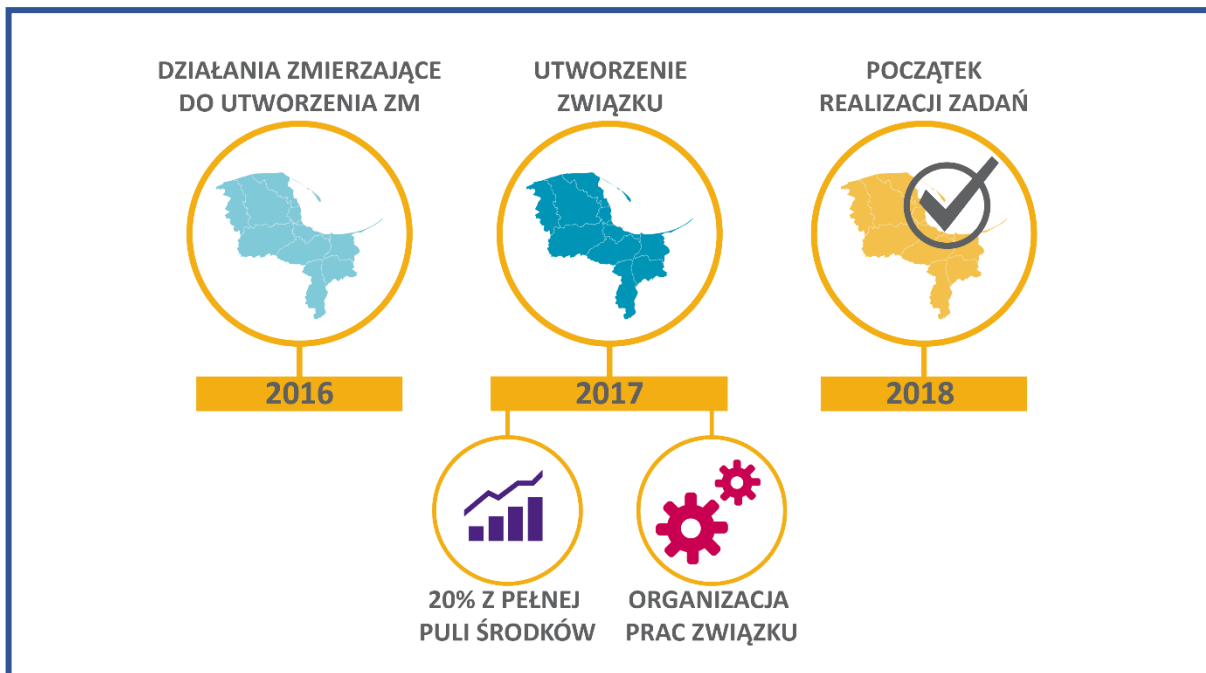 DZIAŁANIA ZMIERZAJĄCE
DO UTWORZENIA ZM
UTWORZENIE
ZWIĄZKU
POCZĄTEK
REALIZACJI ZADAŃ
2016
2017
2018
20% Z PEŁNEJ
PULI ŚRODKÓW
ORGANIZACJA
PRAC ZWIĄZKU